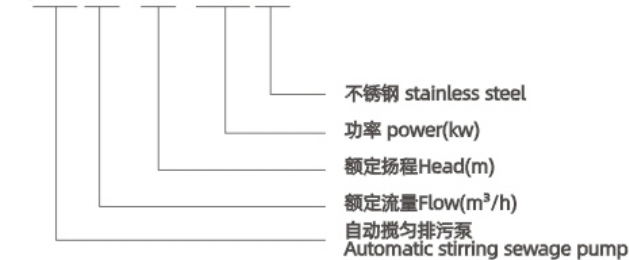 不锈钢 stainless steel
功率 power(kw)
额定扬程Head(m)
额定流量Flow(m³/h)
自动搅匀排污泵
Automatic stirring sewage pump